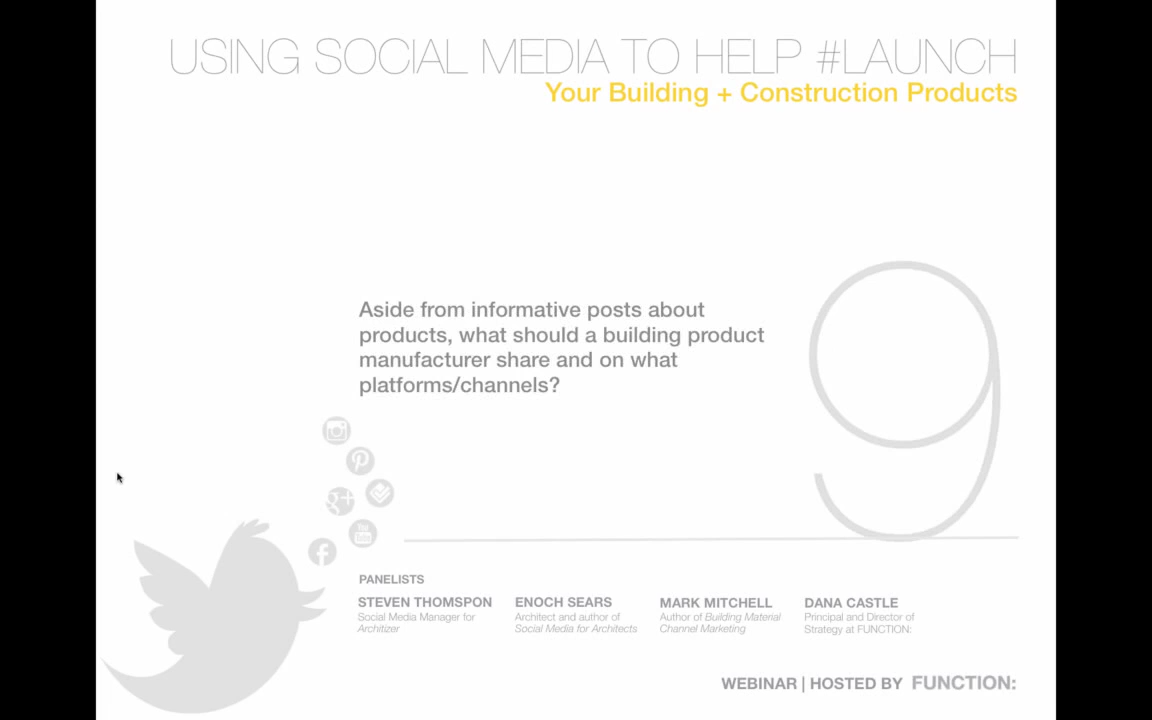 USING SOCIAL MEDIA TO HELP #LAUNCH
Your Building + Construction Products
Aside from informative posts about
products, what should a building product
manufacturer share and on what
platforms/channels?
9
PANELISTS
STEVEN THOMSPON
Social Media Manager for
Architizer
ENOCH SEARS
Architect and author of
Social Media for Architects
MARK MITCHELL
Author of Building Material
Channel Marketing
DANA CASTLE
Principal and Director of
Strategy at FUNCTION:
WEBINAR | HOSTED BY FUNCTION: